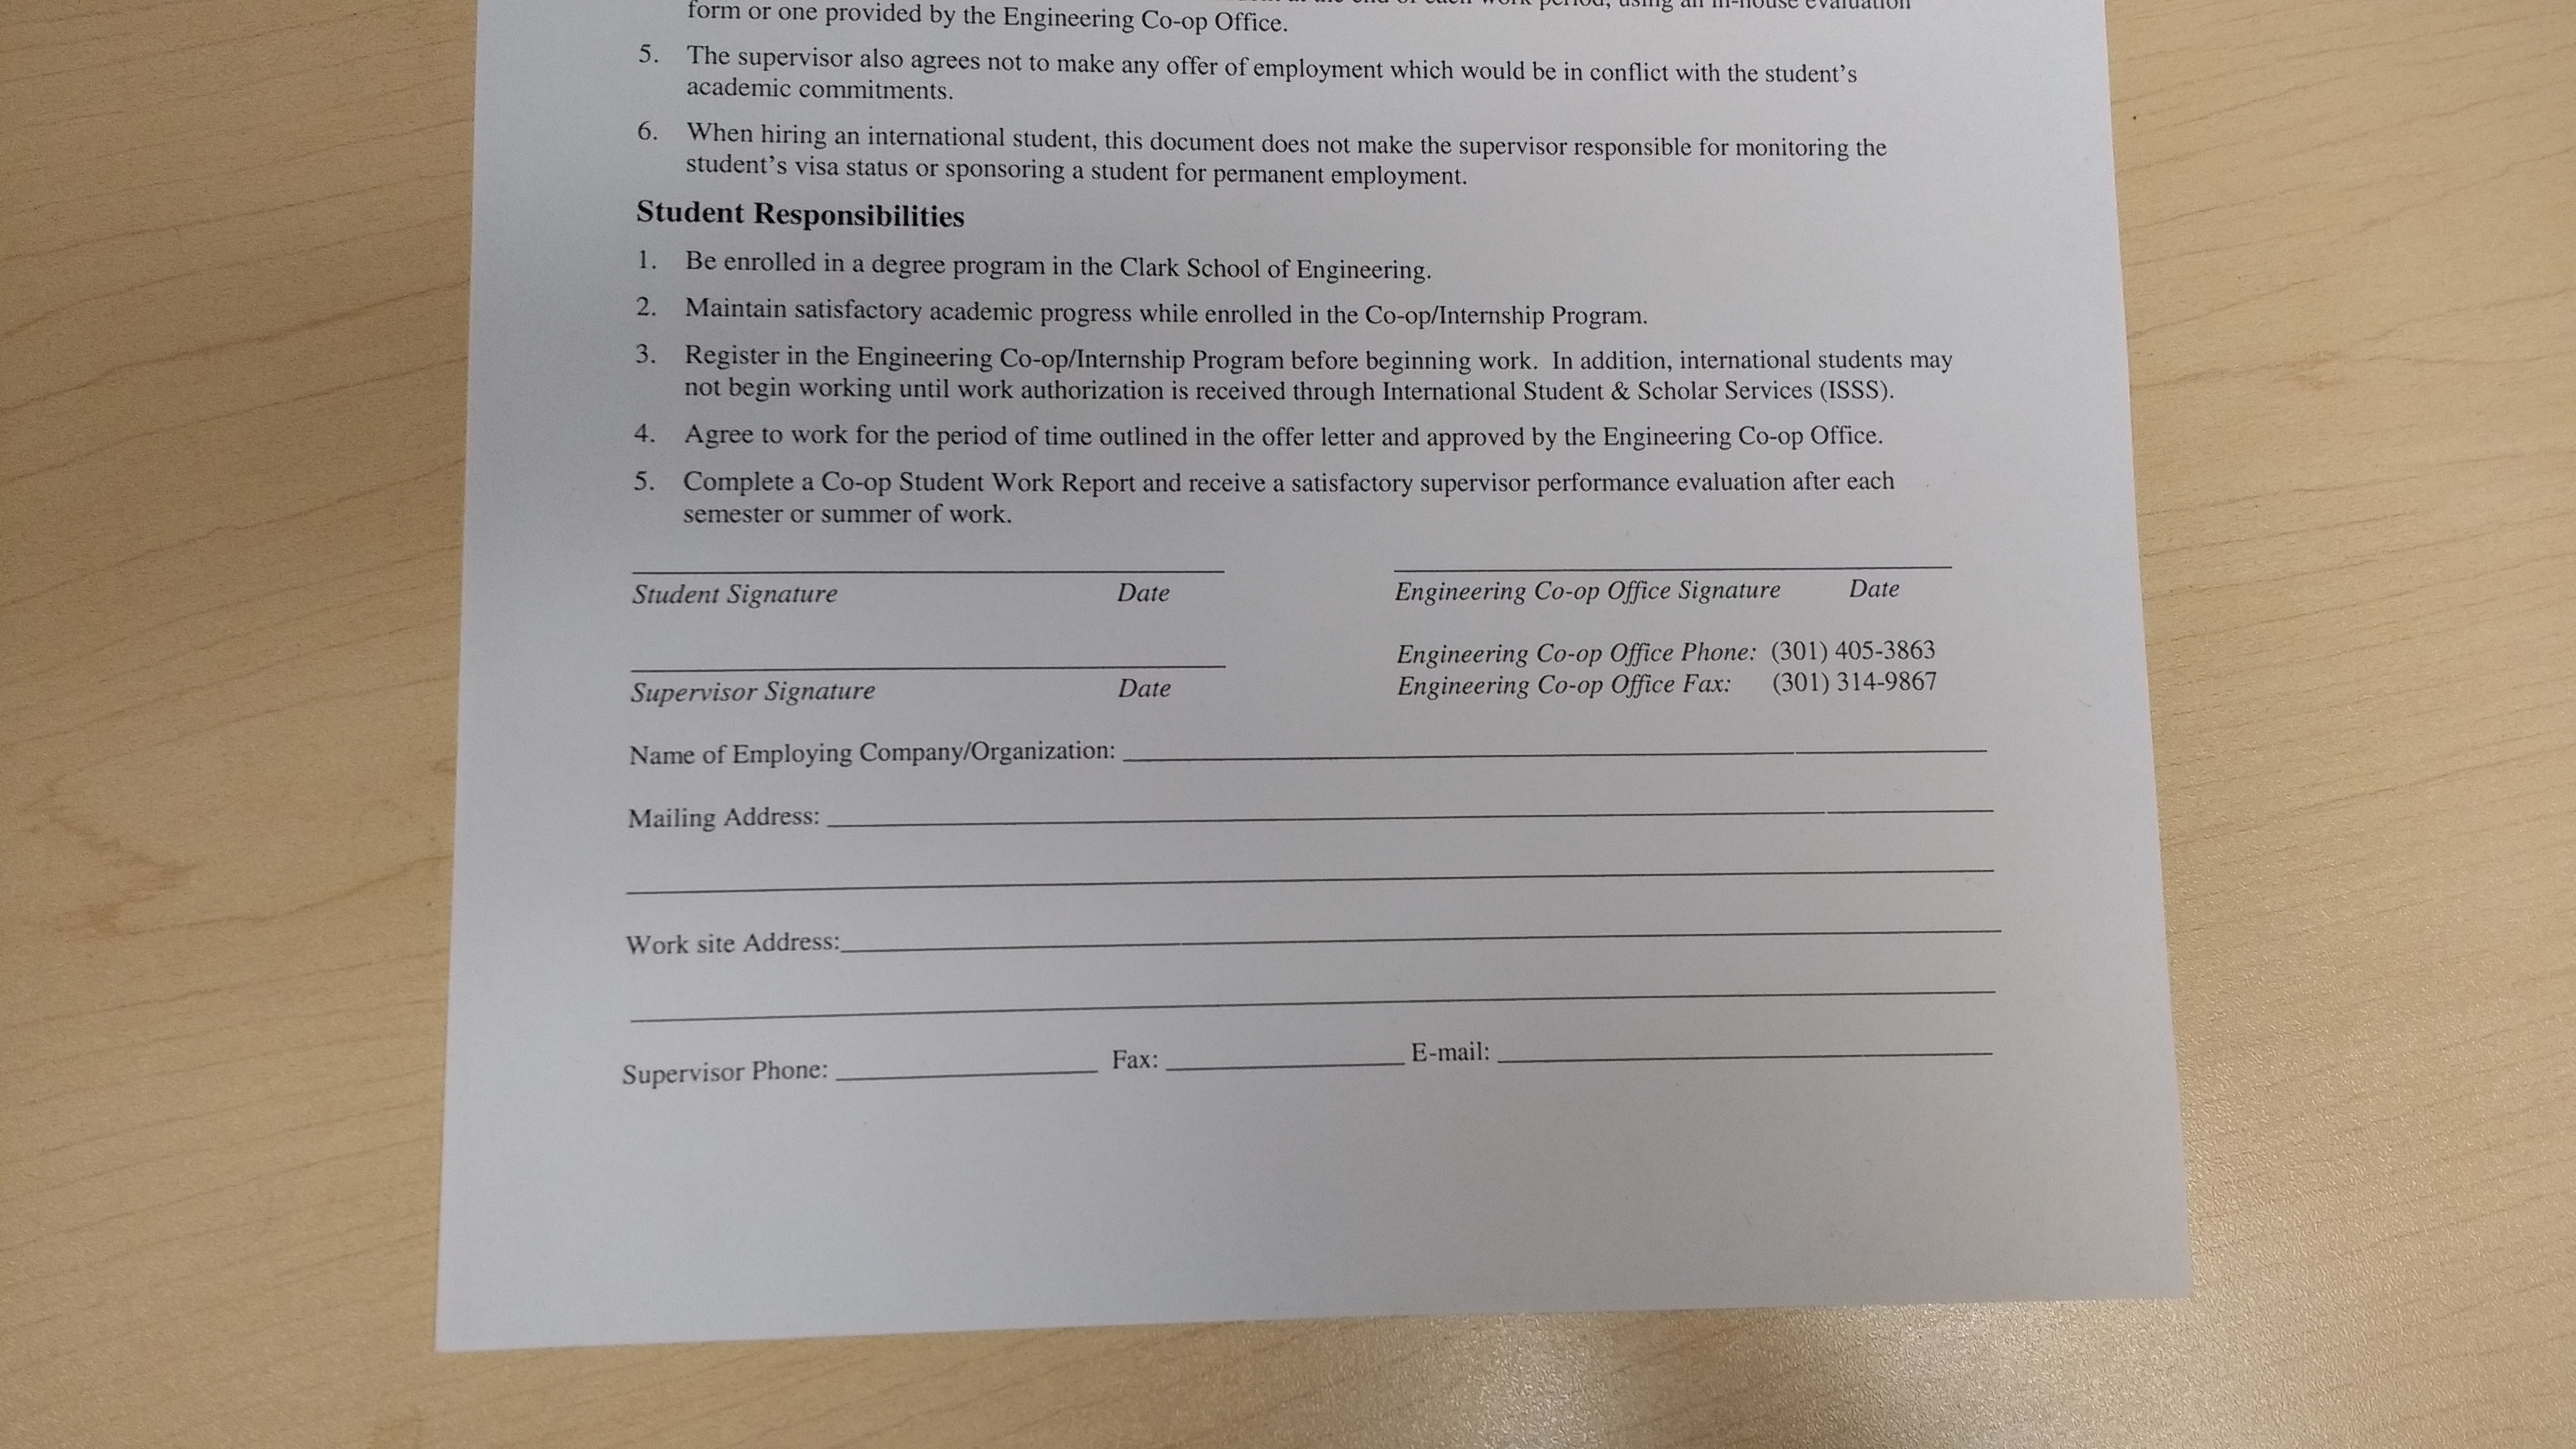 at the end of each work period, using an in-house evaluation
form or one provided by the Engineering Co-op Office.
5. The supervisor also agrees not to make any offer of employment which would be in conflict with the student's
academic commitments.
6. When hiring an international student, this document does not make the supervisor responsible for monitoring the
student's visa status or sponsoring a student for permanent employment.
Student Responsibilities
1. Be enrolled in a degree program in the Clark School of Engineering.
2. Maintain satisfactory academic progress while enrolled in the Co-op/Internship Program.
3. Register in the Engineering Co-op/Internship Program before beginning work. In addition, international students may
not begin working until work authorization is received through International Student & Scholar Services (ISSS).
4. Agree to work for the period of time outlined in the offer letter and approved by the Engineering Co-op Office.
5. Complete a Co-op Student Work Report and receive a satisfactory supervisor performance evaluation after each
semester or summer of work.
Student Signature Date Engineering Co-op Office Signature Date
Engineering Co-op Office Phone: (301) 405-3863
Supervisor Signature Date Engineering Co-op Office Fax: (301) 314-9867
Name of Employing Company/Organization:
Mailing Address:
Work site Address:
Supervisor Phone: Fax: E-mail: